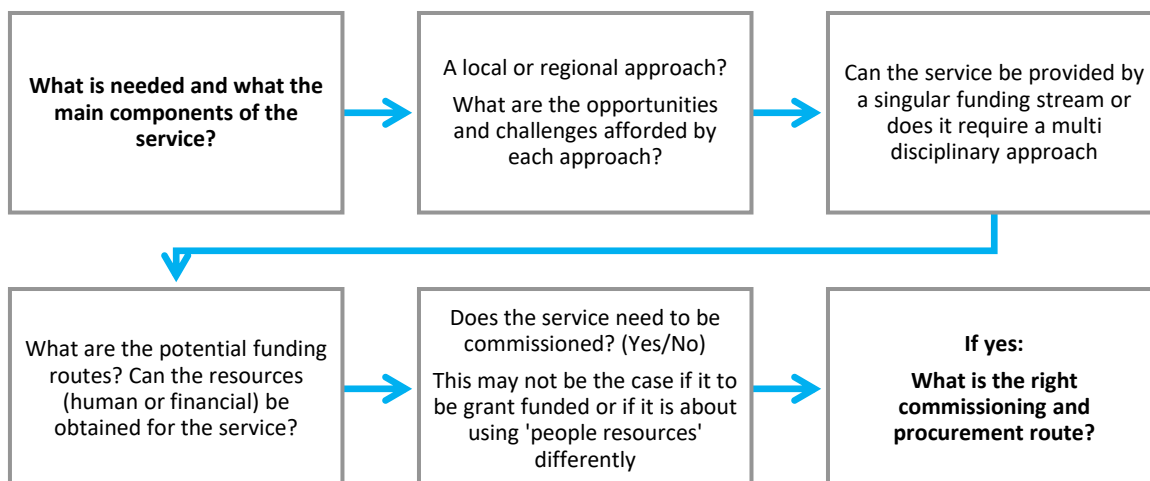 What is needed and what the
main components of the
service?
A local or regional approach?
What are the opportunities
and challenges afforded by
each approach?
Can the service be provided by
a singular funding stream or
does it require a multi
disciplinary approach
What are the potential funding
routes? Can the resources
(human or financial) be
obtained for the service?
Does the service need to be
commissioned? (Yes/No)
This may not be the case if it to
be grant funded or if it is about
using 'people resources'
differently
If yes:
What is the right
commissioning and
procurement route?